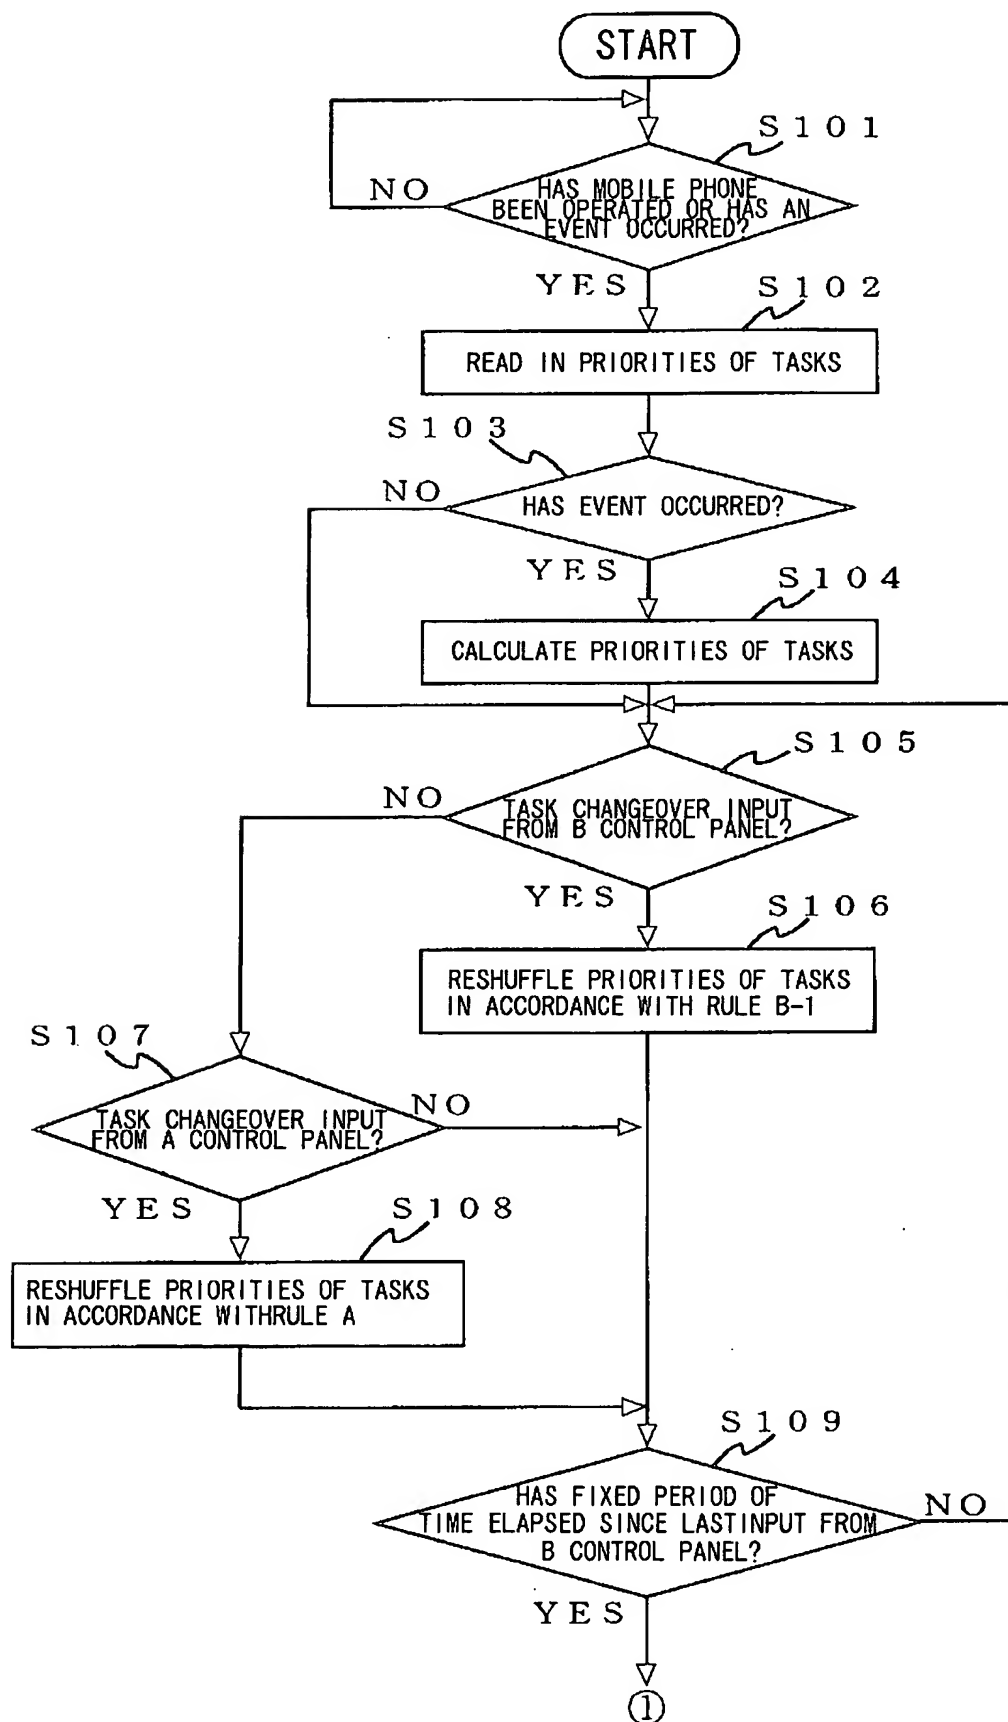 START
S101
HAS MOBILE PHONE
BEEN OPERATED OR HAS AN
EVENT OCCURRED?
NO
YES
S102
READ IN PRIORITIES OF TASKS
S103
NO
HAS EVENT OCCURRED?
YES
S104
CALCULATE PRIORITIES OF TASKS
S105
NO
TASK CHANGEOVER INPUT
FROM B CONTROL PANEL?
YES
S106
RESHUFFLE PRIORITIES OF TASKS
IN ACCORDANCE WITH RULE B-1
S107
TASK CHANGEOVER INPUT
FROM A CONTROL PANEL?
NO
YES
S108
RESHUFFLE PRIORITIES OF TASKS
IN ACCORDANCE WITHRULE A
S109
HAS FIXED PERIOD OF
TIME ELAPSED SINCE LASTINPUT FROM
B CONTROL PANEL?
NO
YES
①